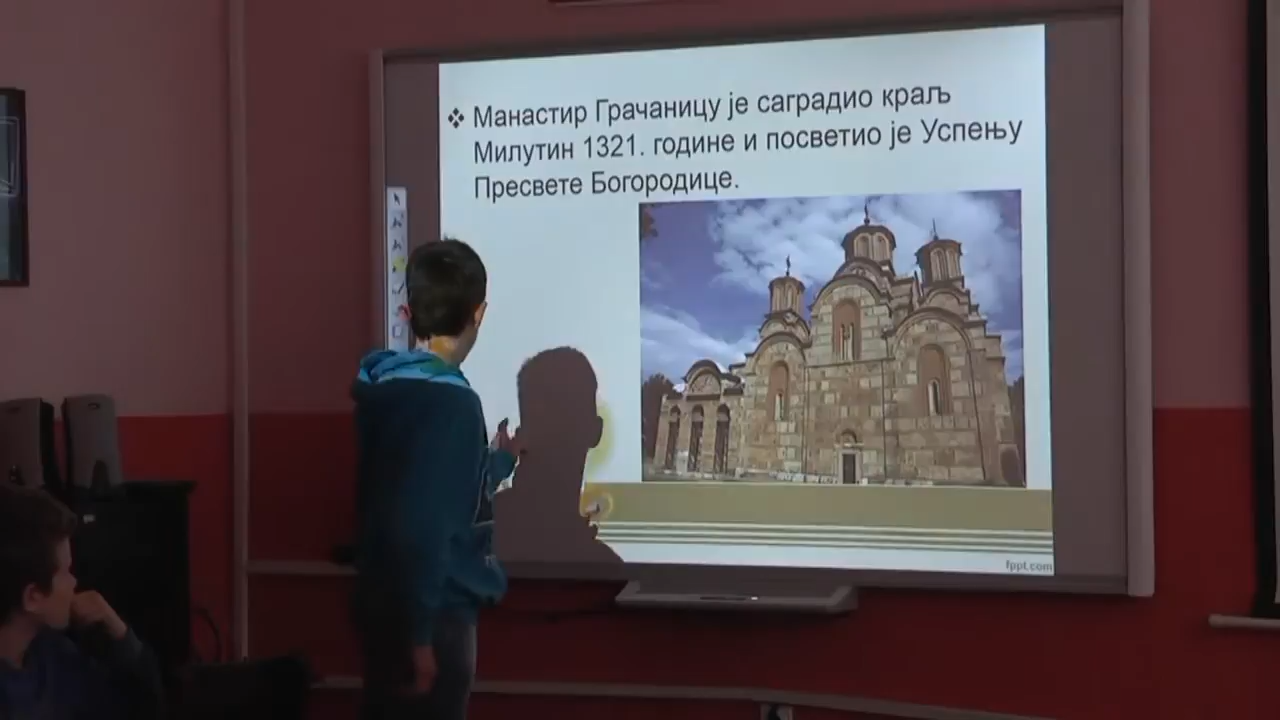 Манастир Грачаницу је саградио краљ
Милутин 1321. године и посветио је Успењу
Пресвете Богородице.
fppt.com